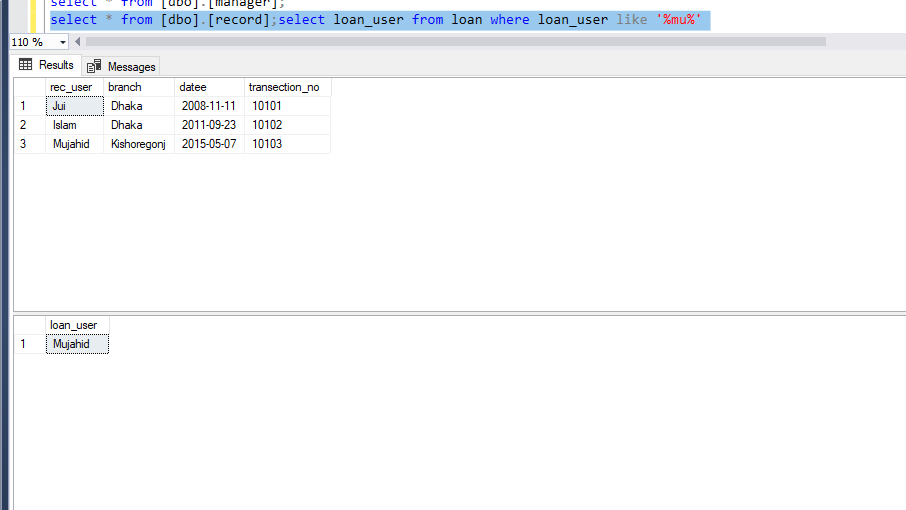 select * from [dbo].[manager];
select * from [dbo].[record];select loan_user from loan where loan_user like '%mu%'
110 %
Results Messages
rec_user branch datee transection_no
1 Jui Dhaka 2008-11-11 10101
2 Islam Dhaka 2011-09-23 10102
3 Mujahid Kishoregonj 2015-05-07 10103
loan_user
1 Mujahid